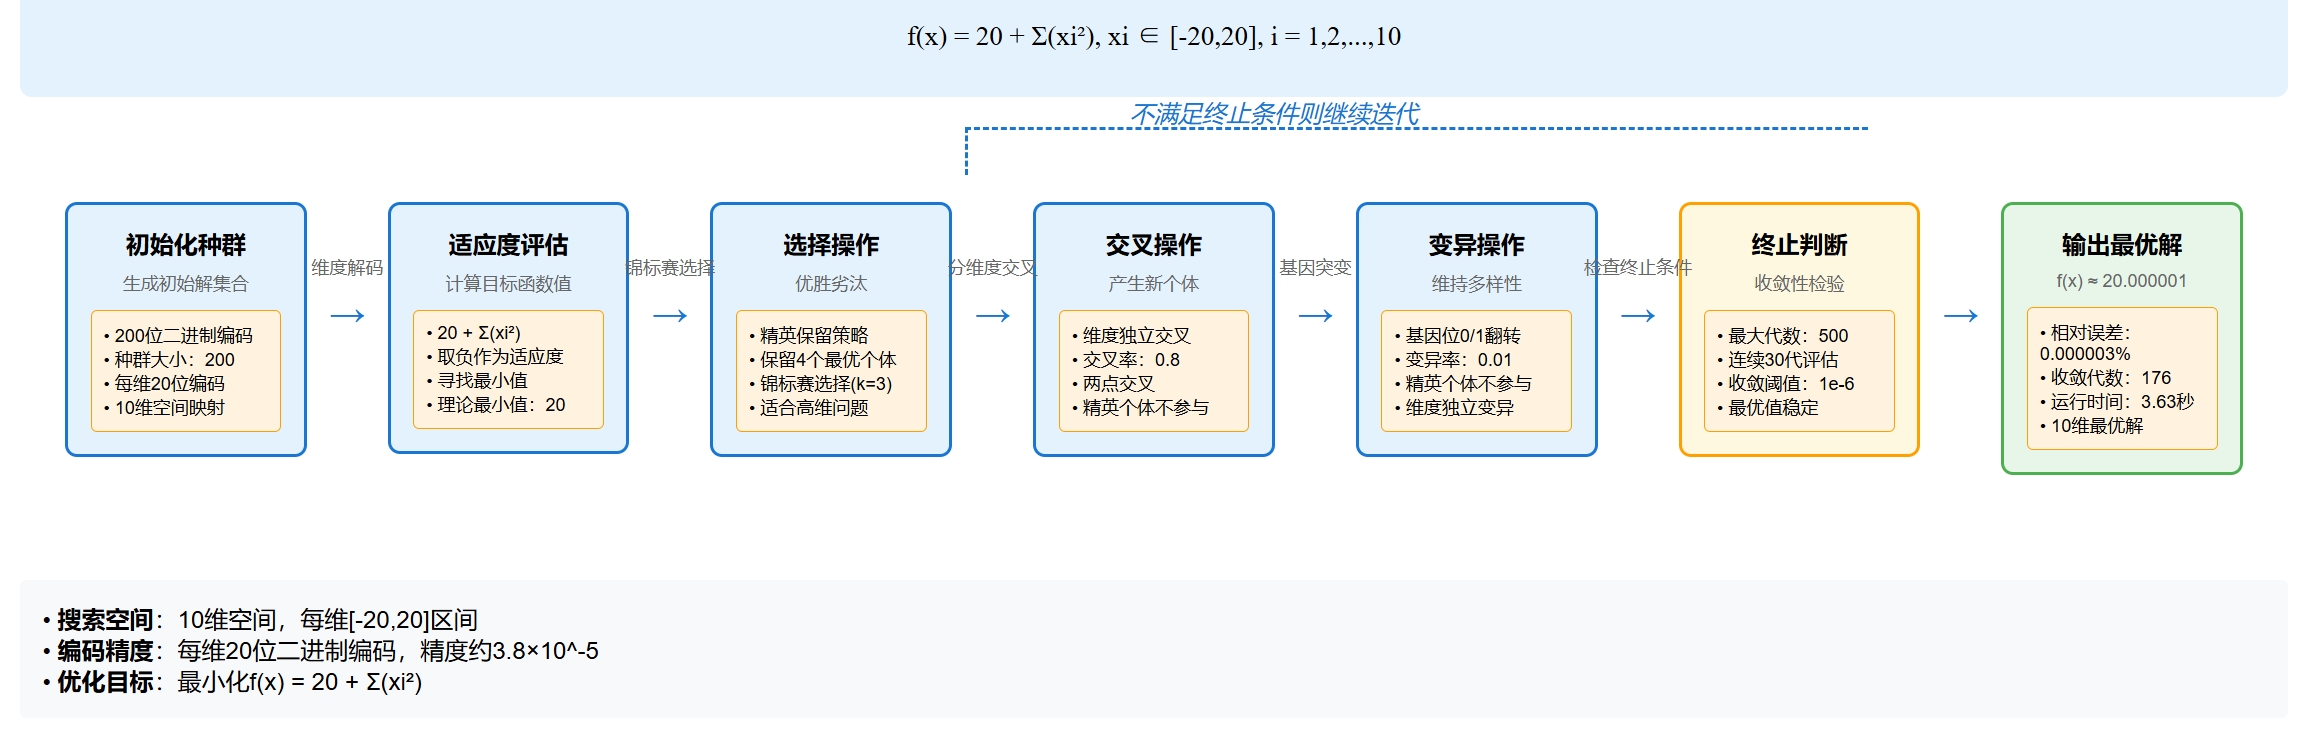 f(x) = 20 + Σ(xi²), xi ∈ [-20,20], i = 1,2,...,10
不满足终止条件则继续迭代
初始化种群
生成初始解集合
• 200位二进制编码
• 种群大小：200
• 每维20位编码
• 10维空间映射
维度解码
→
适应度评估
计算目标函数值
• 20 + Σ(xi²)
• 取负作为适应度
• 寻找最小值
• 理论最小值：20
锦标赛选择
→
选择操作
优胜劣汰
• 精英保留策略
• 保留4个最优个体
• 锦标赛选择(k=3)
• 适合高维问题
分维度交叉
→
交叉操作
产生新个体
• 维度独立交叉
• 交叉率：0.8
• 两点交叉
• 精英个体不参与
基因突变
→
变异操作
维持多样性
• 基因位0/1翻转
• 变异率：0.01
• 精英个体不参与
• 维度独立变异
检查终止条件
→
终止判断
收敛性检验
• 最大代数：500
• 连续30代评估
• 收敛阈值：1e-6
• 最优值稳定
→
输出最优解
f(x) ≈ 20.000001
• 相对误差：
0.000003%
• 收敛代数：176
• 运行时间：3.63秒
• 10维最优解
• 搜索空间：10维空间，每维[-20,20]区间
• 编码精度：每维20位二进制编码，精度约3.8×10^-5
• 优化目标：最小化f(x) = 20 + Σ(xi²)